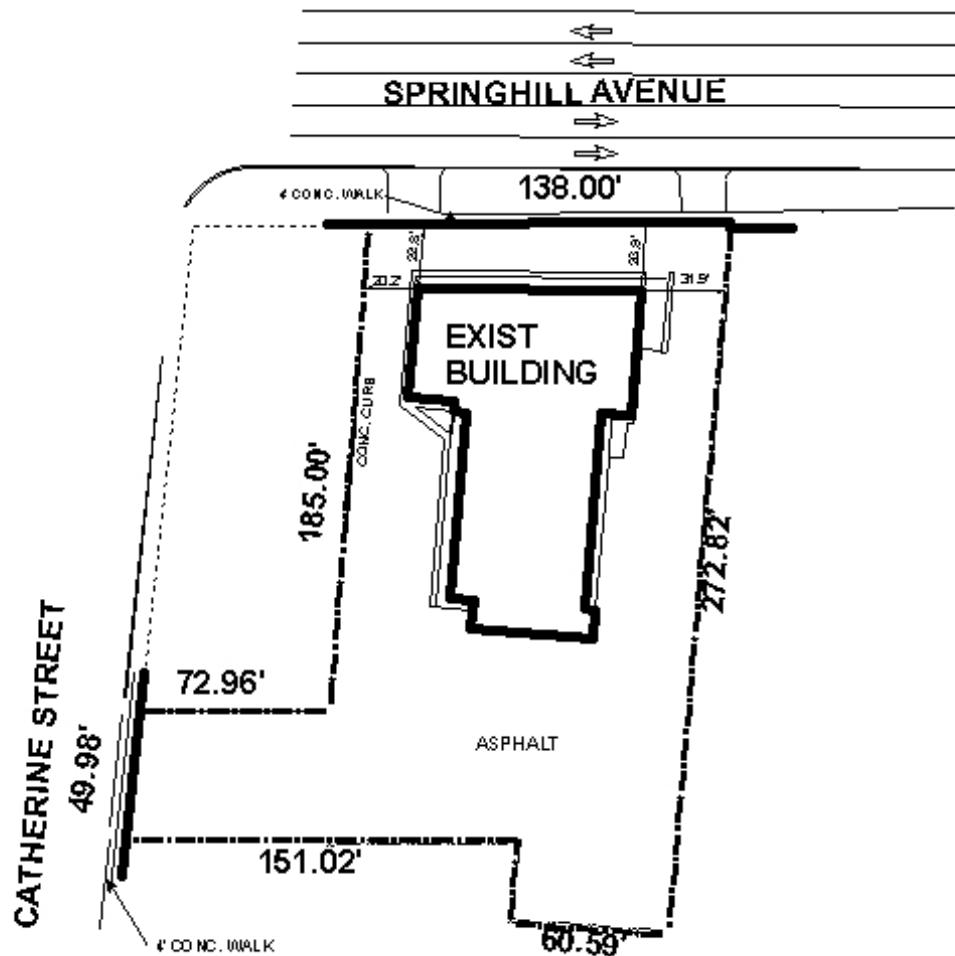 SPRINGHILL AVENUE
138.00'
4' CONC. WALK
20.2'
31.9'
EXIST
BUILDING
CONC. CURB
185.00'
272.82'
72.96'
CATHERINE STREET
49.98'
ASPHALT
151.02'
60.59'
4' CONC. WALK